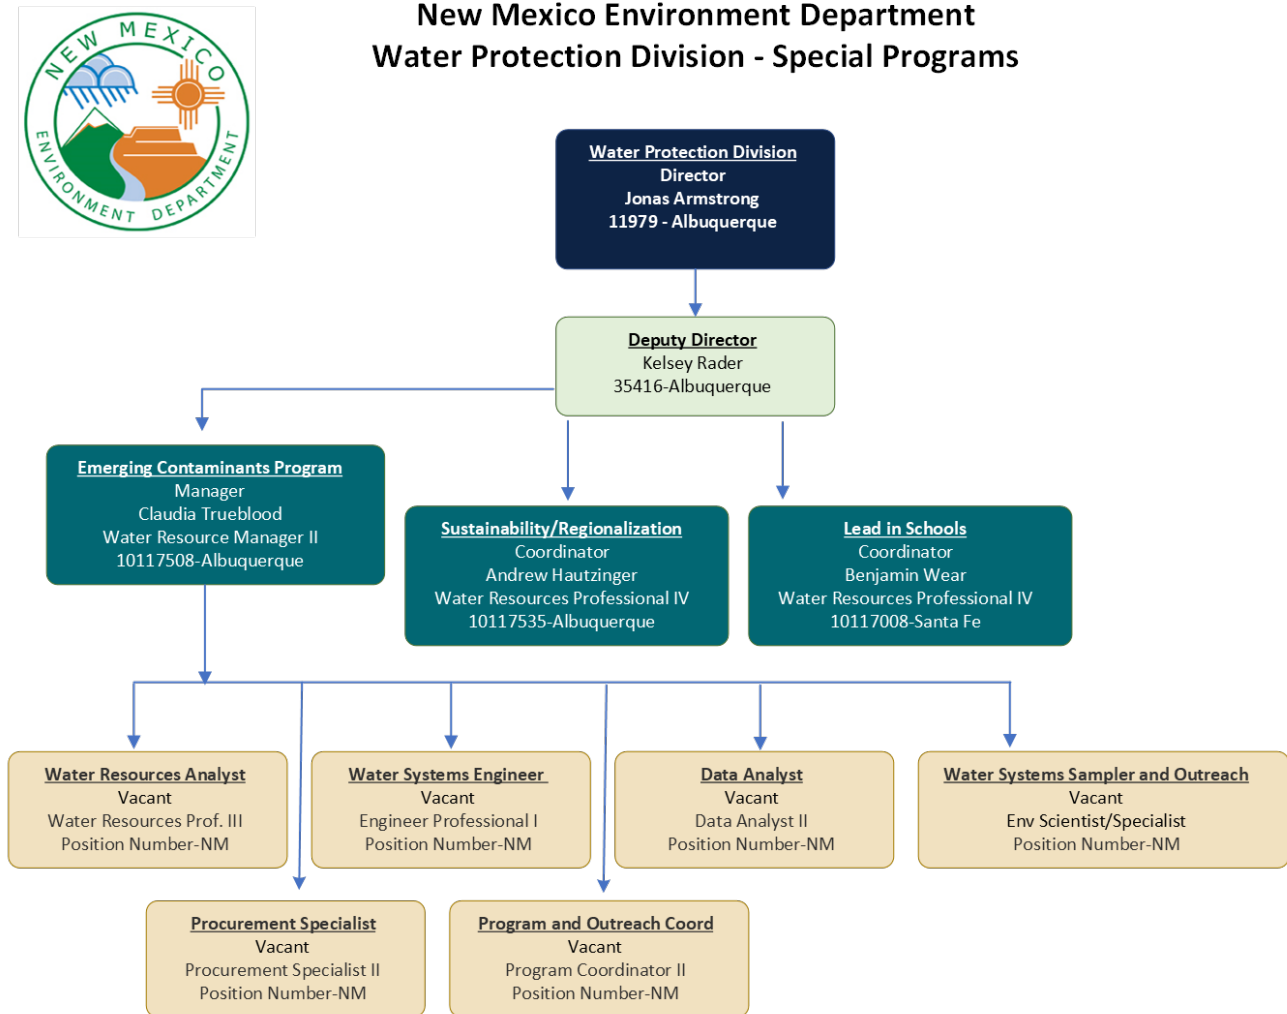 New Mexico Environment Department
Water Protection Division - Special Programs
NEW MEXICO
ENVIRONMENT DEPARTMENT
Water Protection Division
Director
Jonas Armstrong
11979 - Albuquerque
Deputy Director
Kelsey Rader
35416-Albuquerque
Emerging Contaminants Program
Manager
Claudia Trueblood
Water Resource Manager II
10117508-Albuquerque
Sustainability/Regionalization
Coordinator
Andrew Hautzinger
Water Resources Professional IV
10117535-Albuquerque
Lead in Schools
Coordinator
Benjamin Wear
Water Resources Professional IV
10117008-Santa Fe
Water Resources Analyst
Vacant
Water Resources Prof. III
Position Number-NM
Water Systems Engineer
Vacant
Engineer Professional I
Position Number-NM
Data Analyst
Vacant
Data Analyst II
Position Number-NM
Water Systems Sampler and Outreach
Vacant
Env Scientist/Specialist
Position Number-NM
Procurement Specialist
Vacant
Procurement Specialist II
Position Number-NM
Program and Outreach Coord
Vacant
Program Coordinator II
Position Number-NM